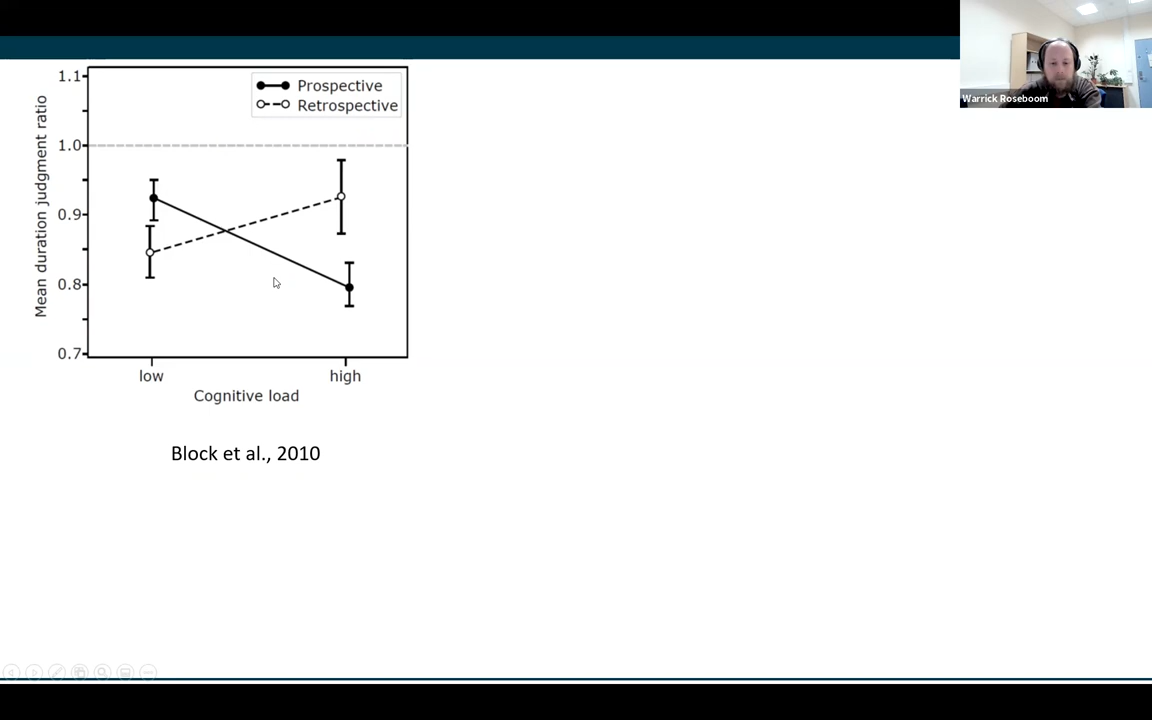 Warrick Roseboom
Prospective
Retrospective
Mean duration judgment ratio
1.1
1.0
0.9
0.8
0.7
low
high
Cognitive load
Block et al., 2010